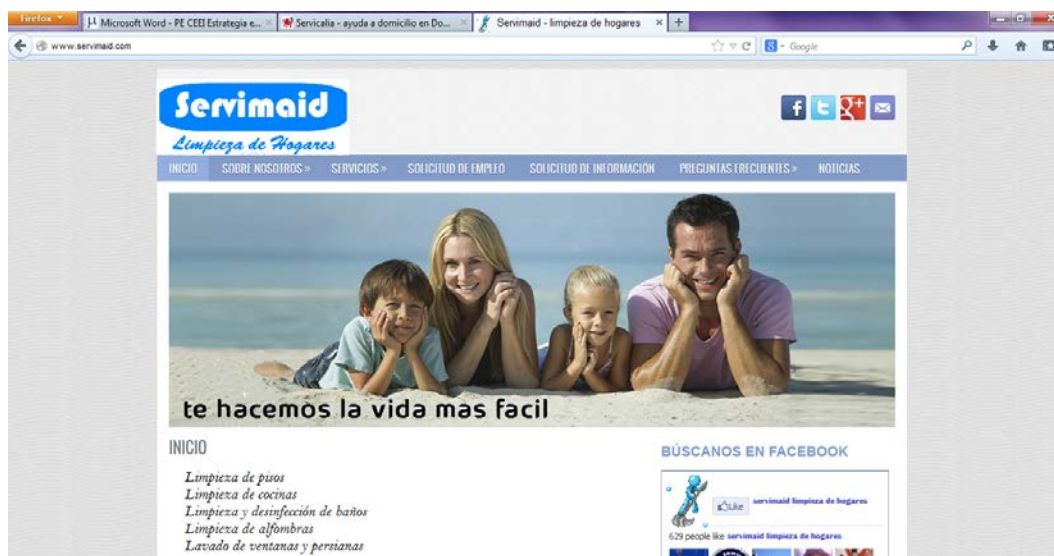 Firefox
Microsoft Word - PE CEEI Estrategia e...
Servicalia - ayuda a domicilio en Do...
Servimaid - limpieza de hogares
www.servimaid.com
Google
Servimaid
Limpieza de Hogares
INICIO SOBRE NOSOTROS » SERVICIOS » SOLICITUD DE EMPLEO SOLICITUD DE INFORMACIÓN PREGUNTAS FRECUENTES » NOTICIAS
te hacemos la vida mas facil
INICIO
Limpieza de pisos
Limpieza de cocinas
Limpieza y desinfección de baños
Limpieza de alfombras
Lavado de ventanas y persianas
BÚSCANOS EN FACEBOOK
Like servimaid limpieza de hogares
629 people like servimaid limpieza de hogares